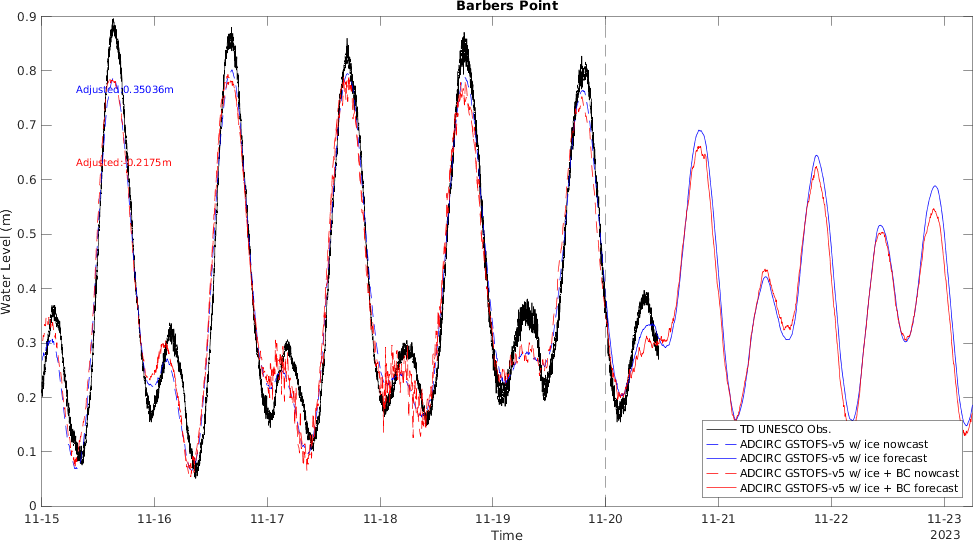 Barbers Point
0.9
0.8
0.7
0.6
0.5
0.4
0.3
0.2
0.1
0
Water Level (m)
Adjusted:0.35036m
Adjusted:-0.2175m
TD UNESCO Obs.
ADCIRC GSTOFS-v5 w/ ice nowcast
ADCIRC GSTOFS-v5 w/ ice forecast
ADCIRC GSTOFS-v5 w/ ice + BC nowcast
ADCIRC GSTOFS-v5 w/ ice + BC forecast
11-15 11-16 11-17 11-18 11-19 11-20 11-21 11-22 11-23
Time
2023